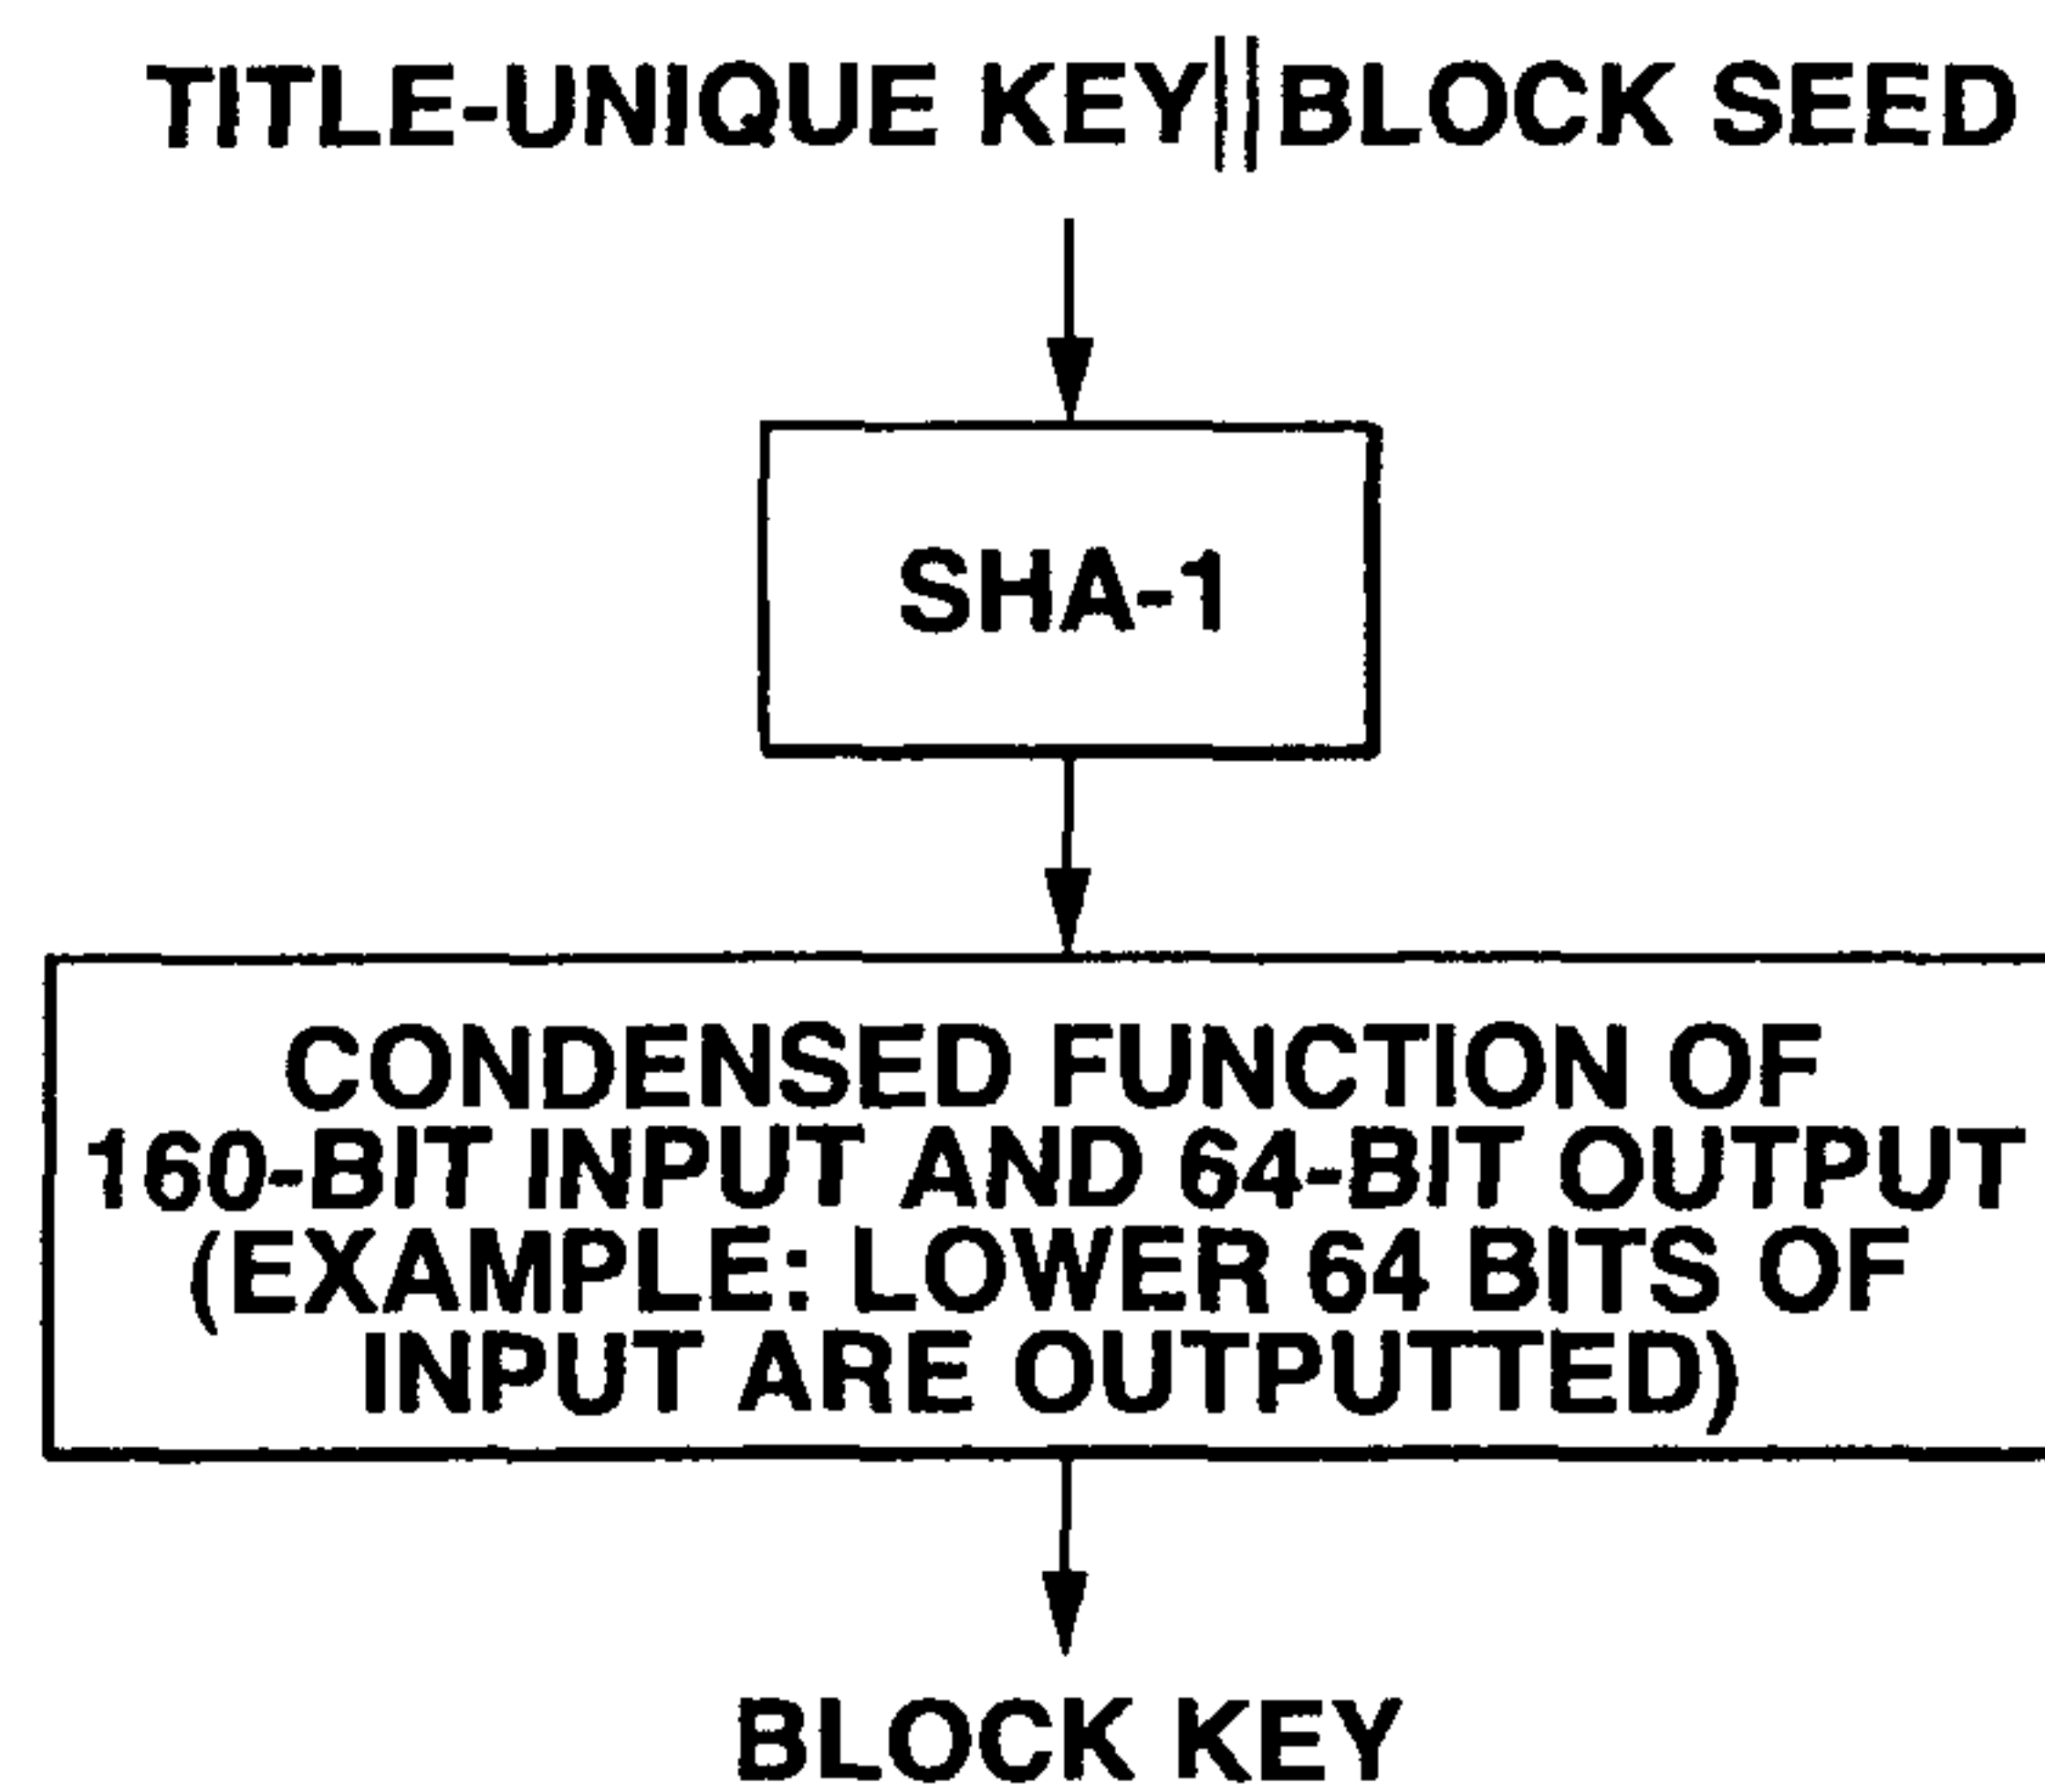 TITLE-UNIQUE KEY||BLOCK SEED
SHA-1
CONDENSED FUNCTION OF
160-BIT INPUT AND 64-BIT OUTPUT
(EXAMPLE: LOWER 64 BITS OF
INPUT ARE OUTPUTTED)
BLOCK KEY